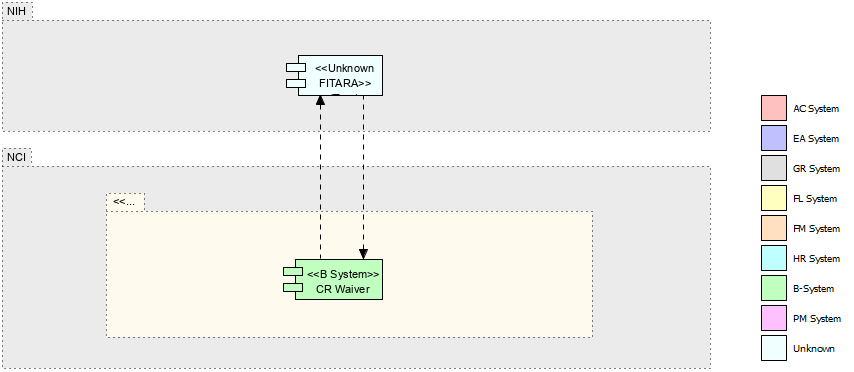 NIH
<<Unknown
FITARA>>
NCI
<<...
<<B System>>
CR Waiver
AC System
EA System
GR System
FL System
FM System
HR System
B-System
PM System
Unknown